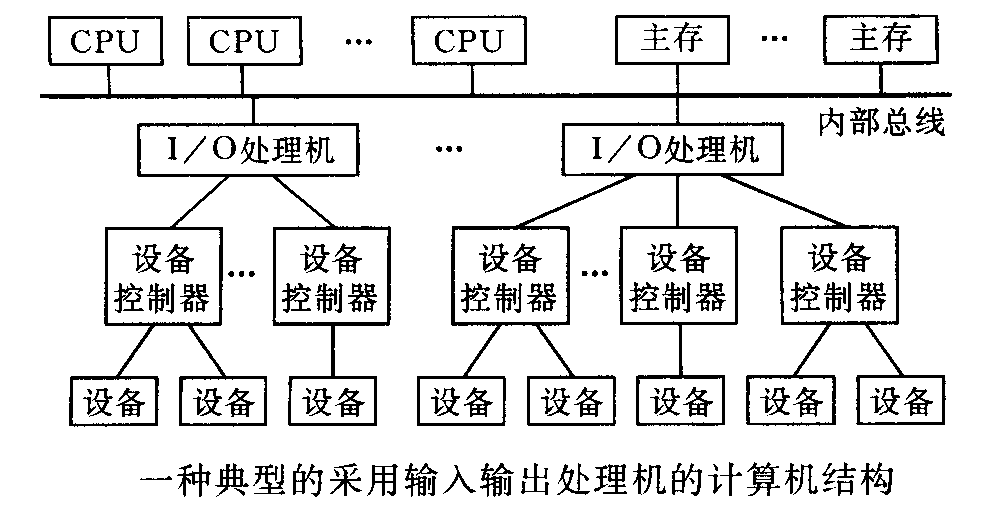 CPU CPU … CPU 主存 … 主存
内部总线
I／O处理机 … I／O处理机
设备控制器 … 设备控制器 设备控制器 … 设备控制器 设备控制器
设备 设备 设备 设备 设备 设备 设备 设备
一种典型的采用输入输出处理机的计算机结构